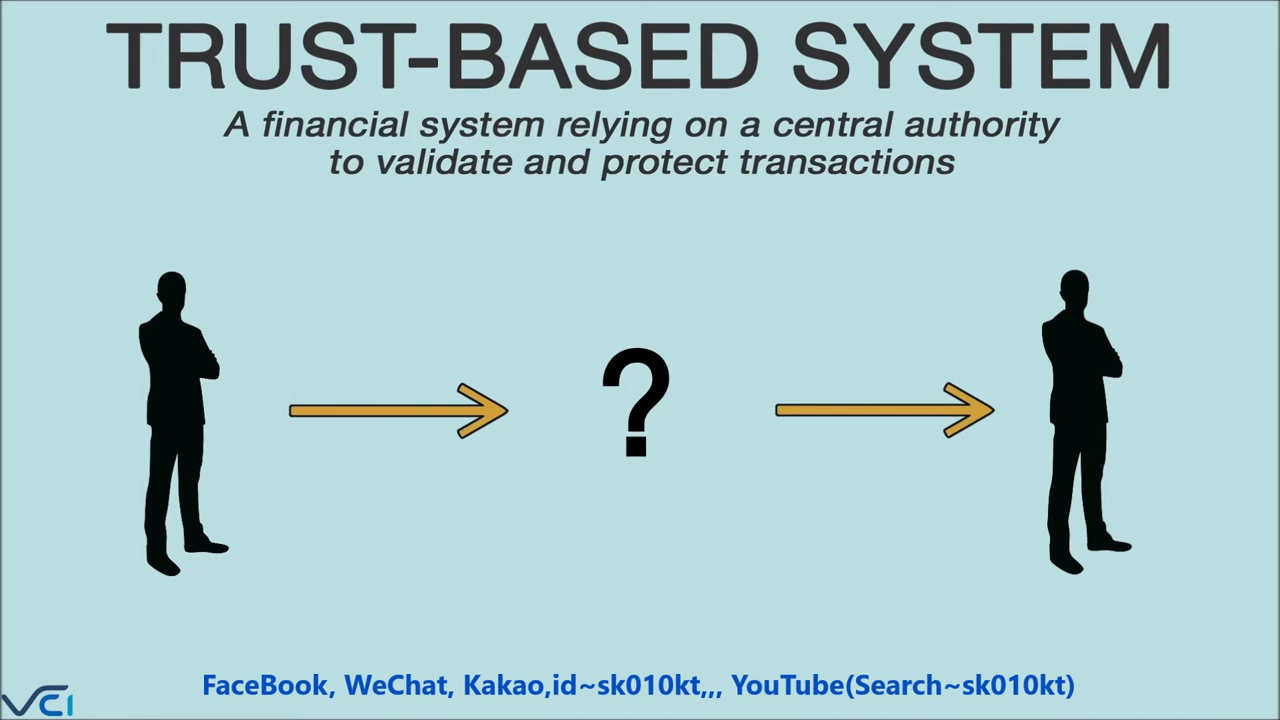 TRUST-BASED SYSTEM
A financial system relying on a central authority
to validate and protect transactions
?
FaceBook, WeChat, Kakao,id~sk010kt,,, YouTube(Search~sk010kt)
VCI